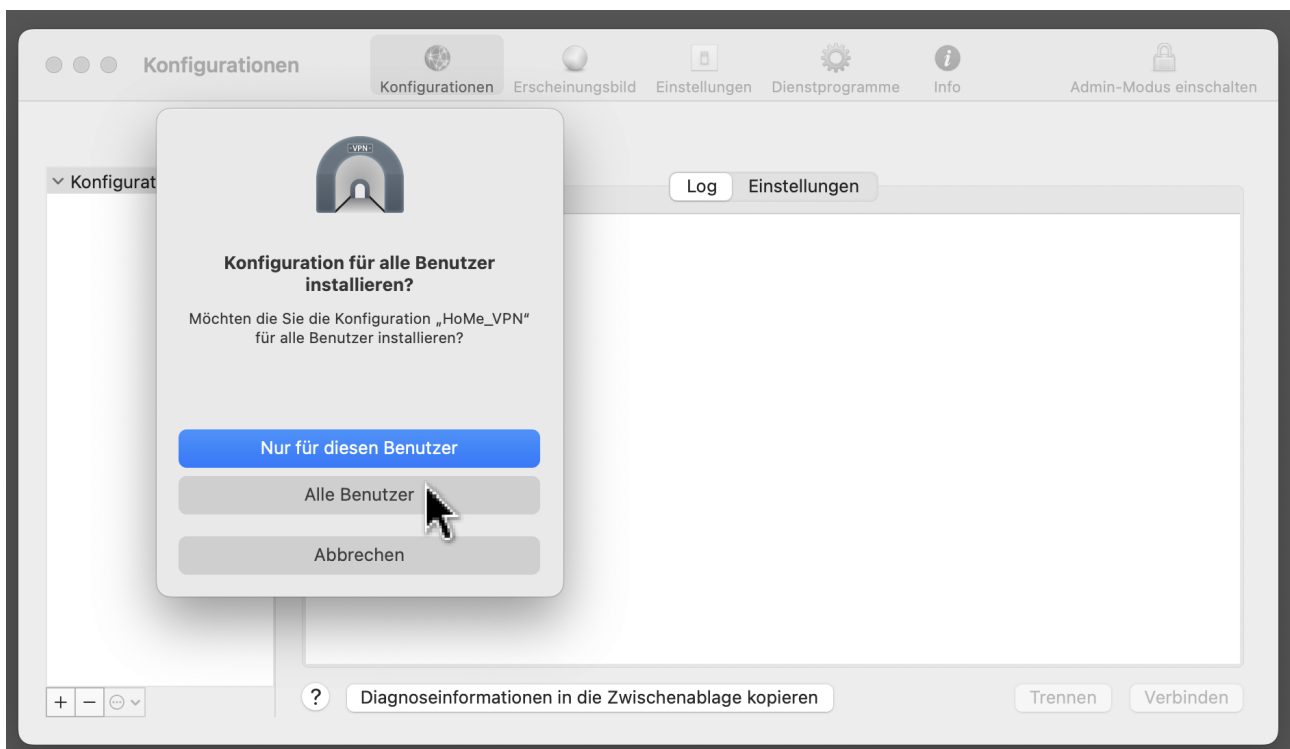 Konfigurationen
Konfigurationen
Erscheinungsbild
Einstellungen
Dienstprogramme
Info
Admin-Modus einschalten
Konfigurat
Log
Einstellungen
-VPN-
Konfiguration für alle Benutzer
installieren?
Möchten die Sie die Konfiguration „HoMe_VPN“
für alle Benutzer installieren?
Nur für diesen Benutzer
Alle Benutzer
Abbrechen
?
Diagnoseinformationen in die Zwischenablage kopieren
Trennen
Verbinden